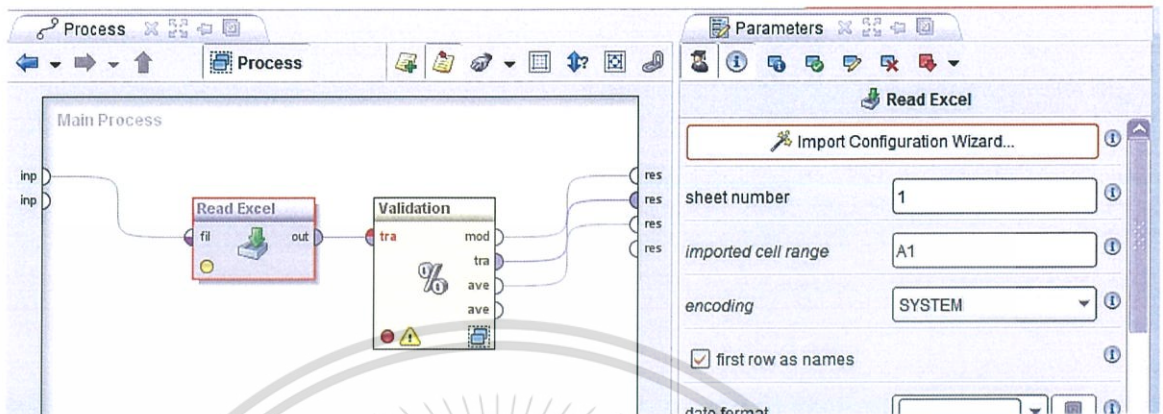 Process
Process
Main Process
inp
inp
Read Excel
fil
out
Validation
tra
mod
tra
ave
ave
%
res
res
res
res
Parameters
Read Excel
Import Configuration Wizard...
sheet number
1
imported cell range
A1
encoding
SYSTEM
first row as names
date format